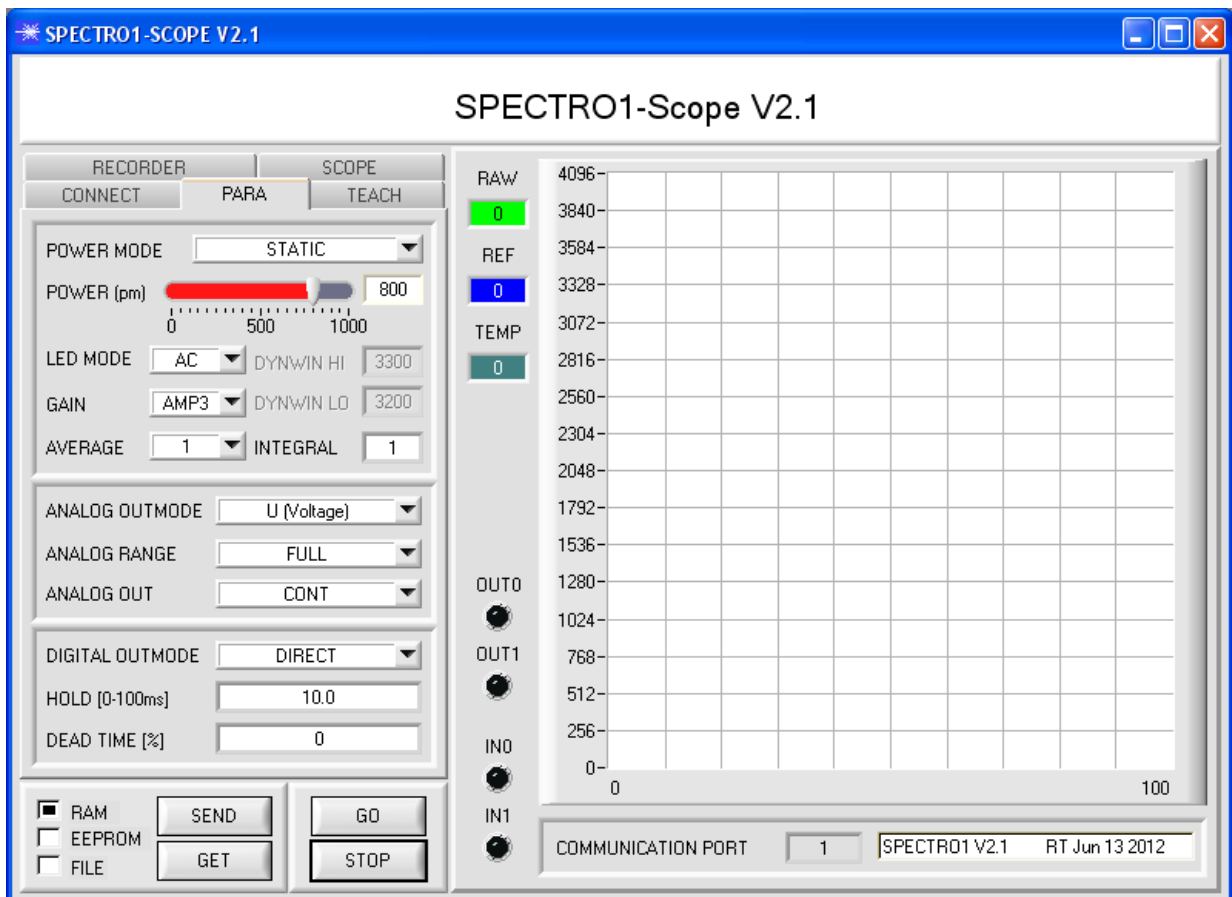 SPECTRO1-SCOPE V2.1
SPECTRO1-Scope V2.1
RECORDER SCOPE
CONNECT PARA TEACH
POWER MODE STATIC
POWER (pm) 800
0 500 1000
LED MODE AC DYNWIN HI 3300
GAIN AMP3 DYNWIN LO 3200
AVERAGE 1 INTEGRAL 1
ANALOG OUTMODE U (Voltage)
ANALOG RANGE FULL
ANALOG OUT CONT
DIGITAL OUTMODE DIRECT
HOLD [0-100ms] 10.0
DEAD TIME [%] 0
RAM
EEPROM
FILE
SEND
GET
GO
STOP
RAW
0
REF
0
TEMP
0
OUT0
OUT1
IN0
IN1
4096
3840
3584
3328
3072
2816
2560
2304
2048
1792
1536
1280
1024
768
512
256
0
0 100
COMMUNICATION PORT 1 SPECTRO1 V2.1 RT Jun 13 2012